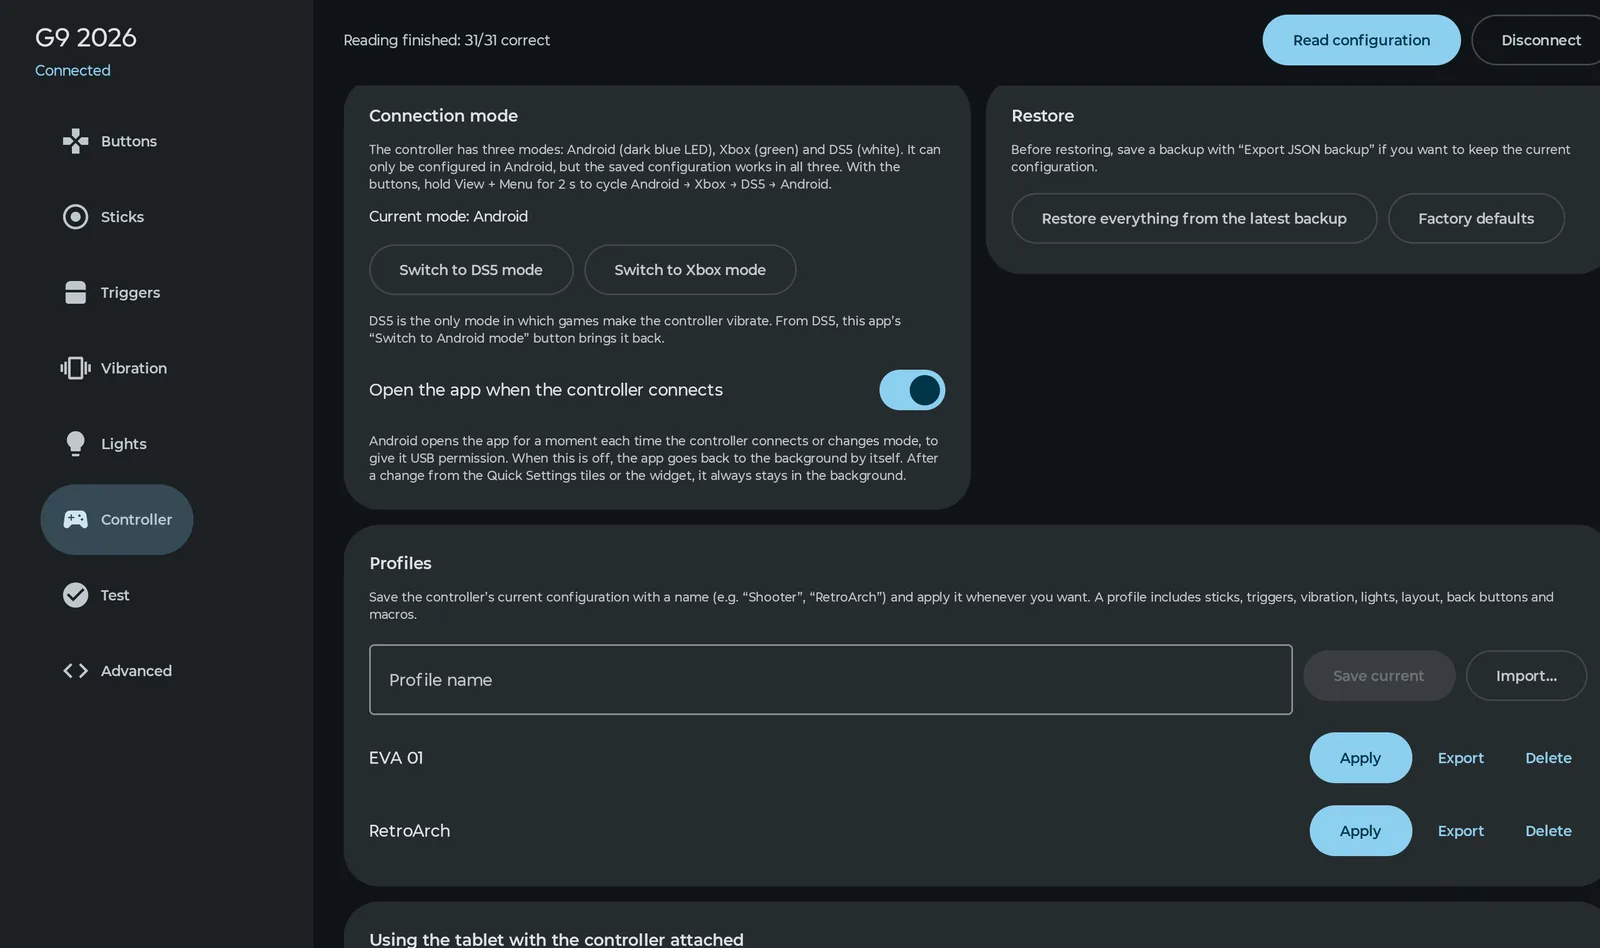 G9 2026
Connected
Buttons
Sticks
Triggers
Vibration
Lights
Controller
Test
Advanced
Reading finished: 31/31 correct
Read configuration
Disconnect
Connection mode
The controller has three modes: Android (dark blue LED), Xbox (green) and DS5 (white). It can
only be configured in Android, but the saved configuration works in all three. With the
buttons, hold View + Menu for 2 s to cycle Android → Xbox → DS5 → Android.
Current mode: Android
Switch to DS5 mode
Switch to Xbox mode
DS5 is the only mode in which games make the controller vibrate. From DS5, this app’s
“Switch to Android mode” button brings it back.
Open the app when the controller connects
Android opens the app for a moment each time the controller connects or changes mode, to
give it USB permission. When this is off, the app goes back to the background by itself. After
a change from the Quick Settings tiles or the widget, it always stays in the background.
Restore
Before restoring, save a backup with “Export JSON backup” if you want to keep the current
configuration.
Restore everything from the latest backup
Factory defaults
Profiles
Save the controller’s current configuration with a name (e.g. “Shooter”, “RetroArch”) and apply it whenever you want. A profile includes sticks, triggers, vibration, lights, layout, back buttons and
macros.
Profile name
Save current
Import...
EVA 01
Apply
Export
Delete
RetroArch
Apply
Export
Delete
Using the tablet with the controller attached